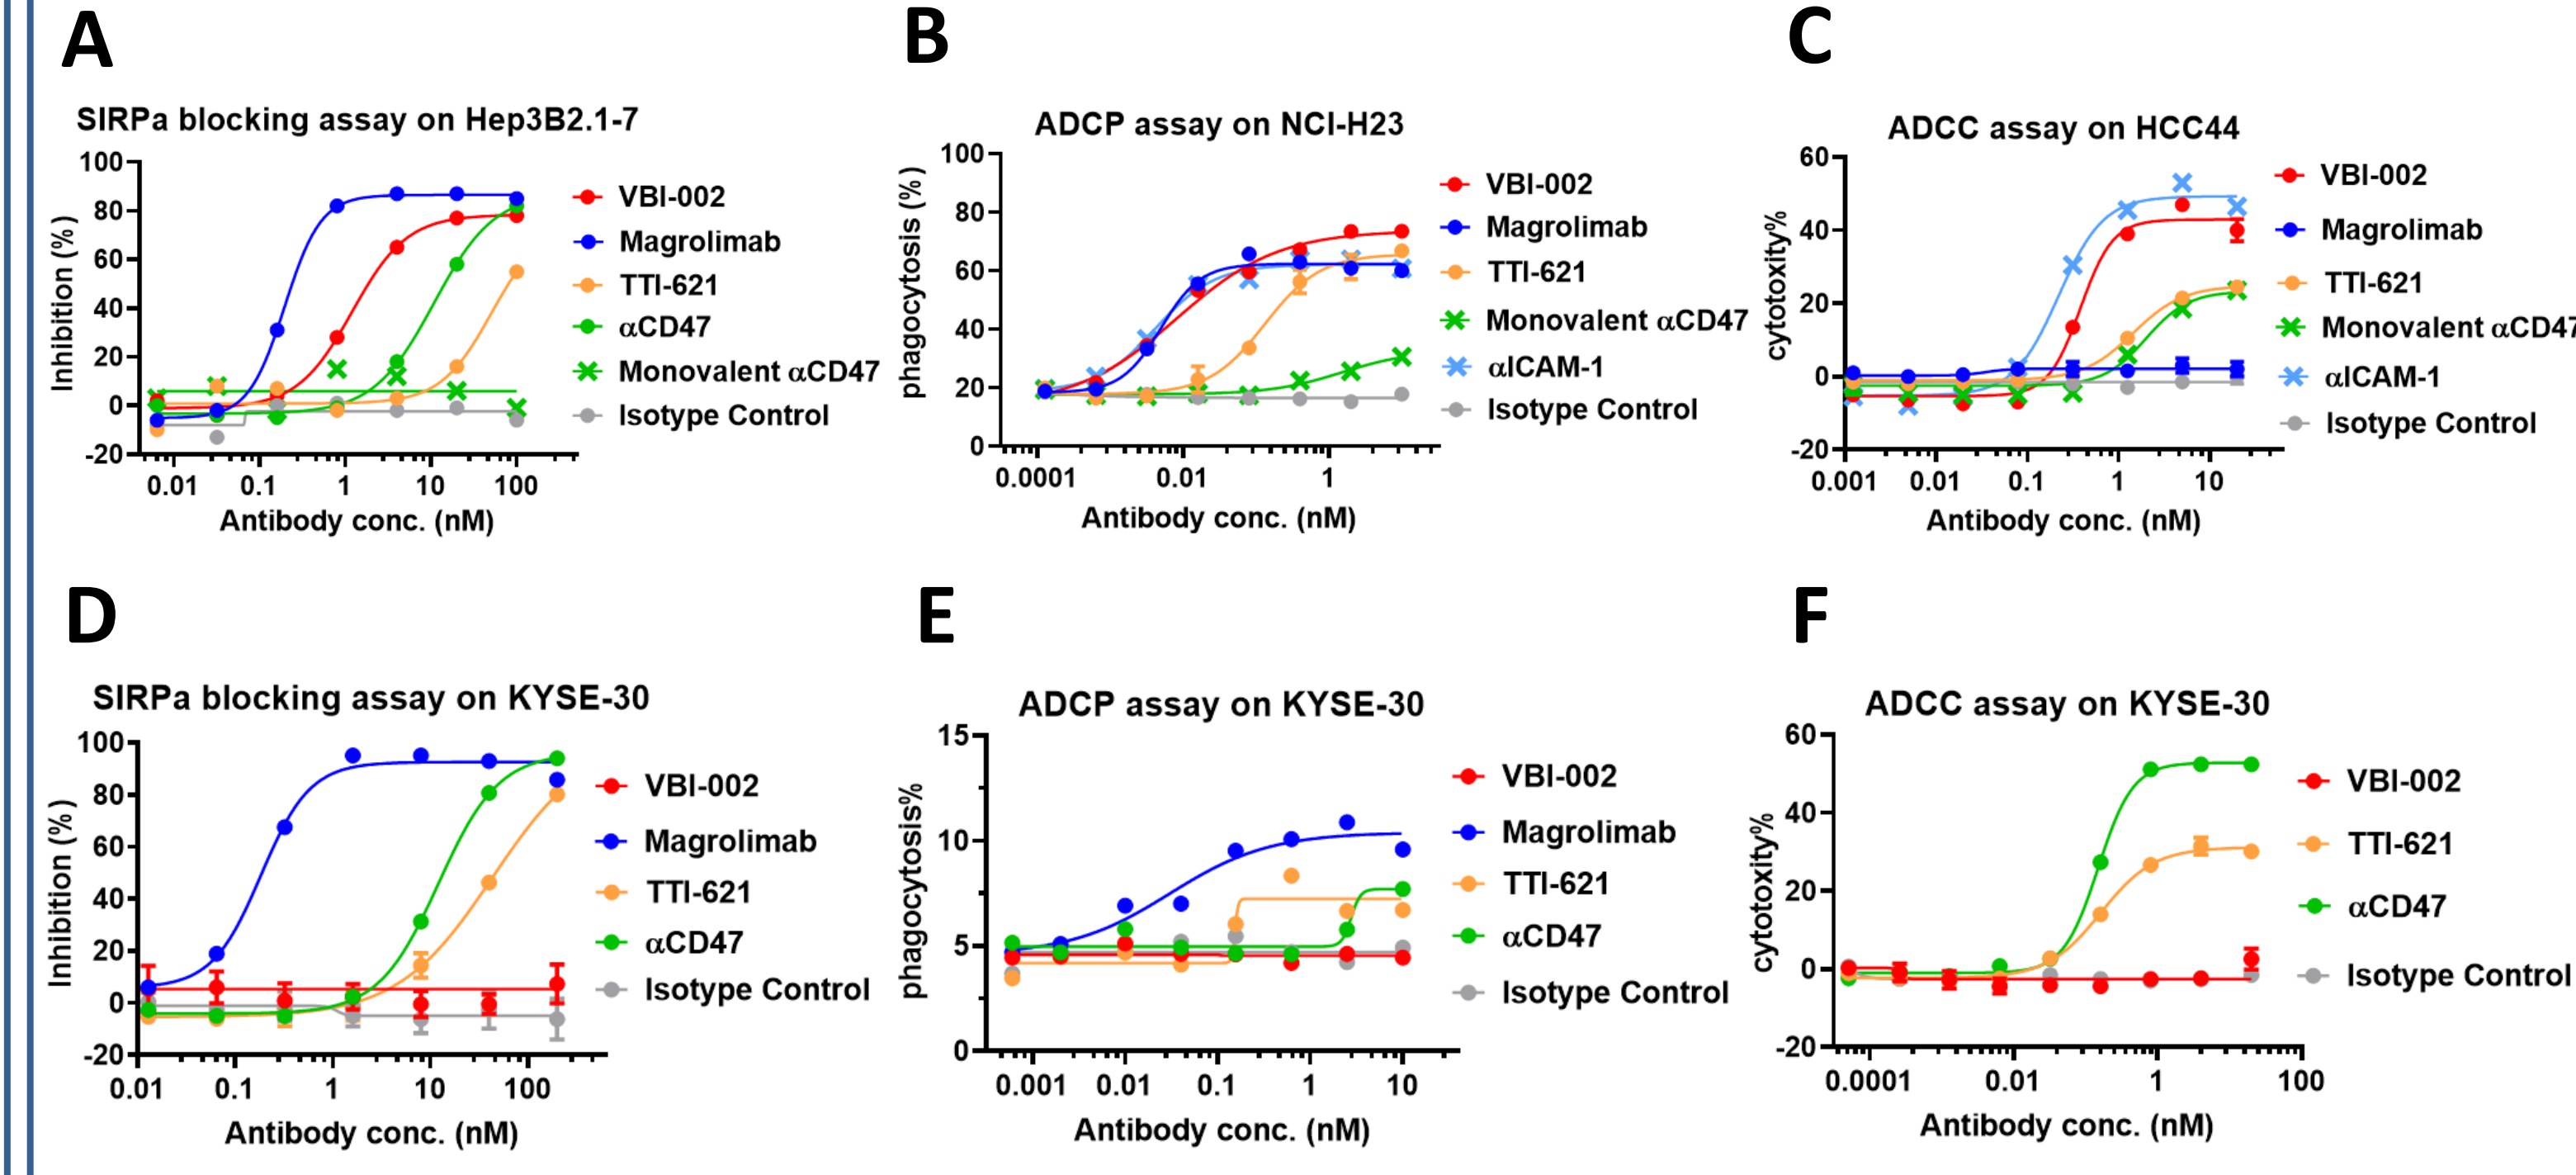 A
SIRPa blocking assay on Hep3B2.1-7
Inhibition (%)
100
80
60
40
20
0
-20
0.01 0.1 1 10 100
Antibody conc. (nM)
VBI-002
Magrolimab
TTI-621
αCD47
Monovalent αCD47
Isotype Control
B
ADCP assay on NCI-H23
phagocytosis (%)
100
80
60
40
20
0
0.0001 0.01 1
Antibody conc. (nM)
VBI-002
Magrolimab
TTI-621
Monovalent αCD47
αICAM-1
Isotype Control
C
ADCC assay on HCC44
cytotoxity%
60
40
20
0
-20
0.001 0.01 0.1 1 10
Antibody conc. (nM)
VBI-002
Magrolimab
TTI-621
Monovalent αCD47
αICAM-1
Isotype Control
D
SIRPa blocking assay on KYSE-30
Inhibition (%)
100
80
60
40
20
0
-20
0.01 0.1 1 10 100
Antibody conc. (nM)
VBI-002
Magrolimab
TTI-621
αCD47
Isotype Control
E
ADCP assay on KYSE-30
phagocytosis%
15
10
5
0
0.001 0.01 0.1 1 10
Antibody conc. (nM)
VBI-002
Magrolimab
TTI-621
αCD47
Isotype Control
F
ADCC assay on KYSE-30
cytotoxity%
60
40
20
0
-20
0.0001 0.01 1 100
Antibody conc. (nM)
VBI-002
TTI-621
αCD47
Isotype Control